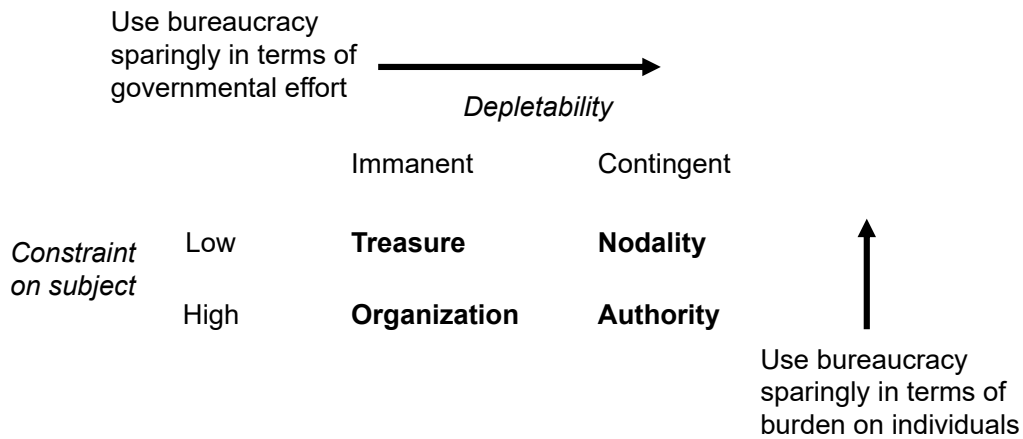 Use bureaucracy
sparingly in terms of
governmental effort
Depletability
Immanent Contingent
Constraint
on subject
Low Treasure Nodality
High Organization Authority
Use bureaucracy
sparingly in terms of
burden on individuals